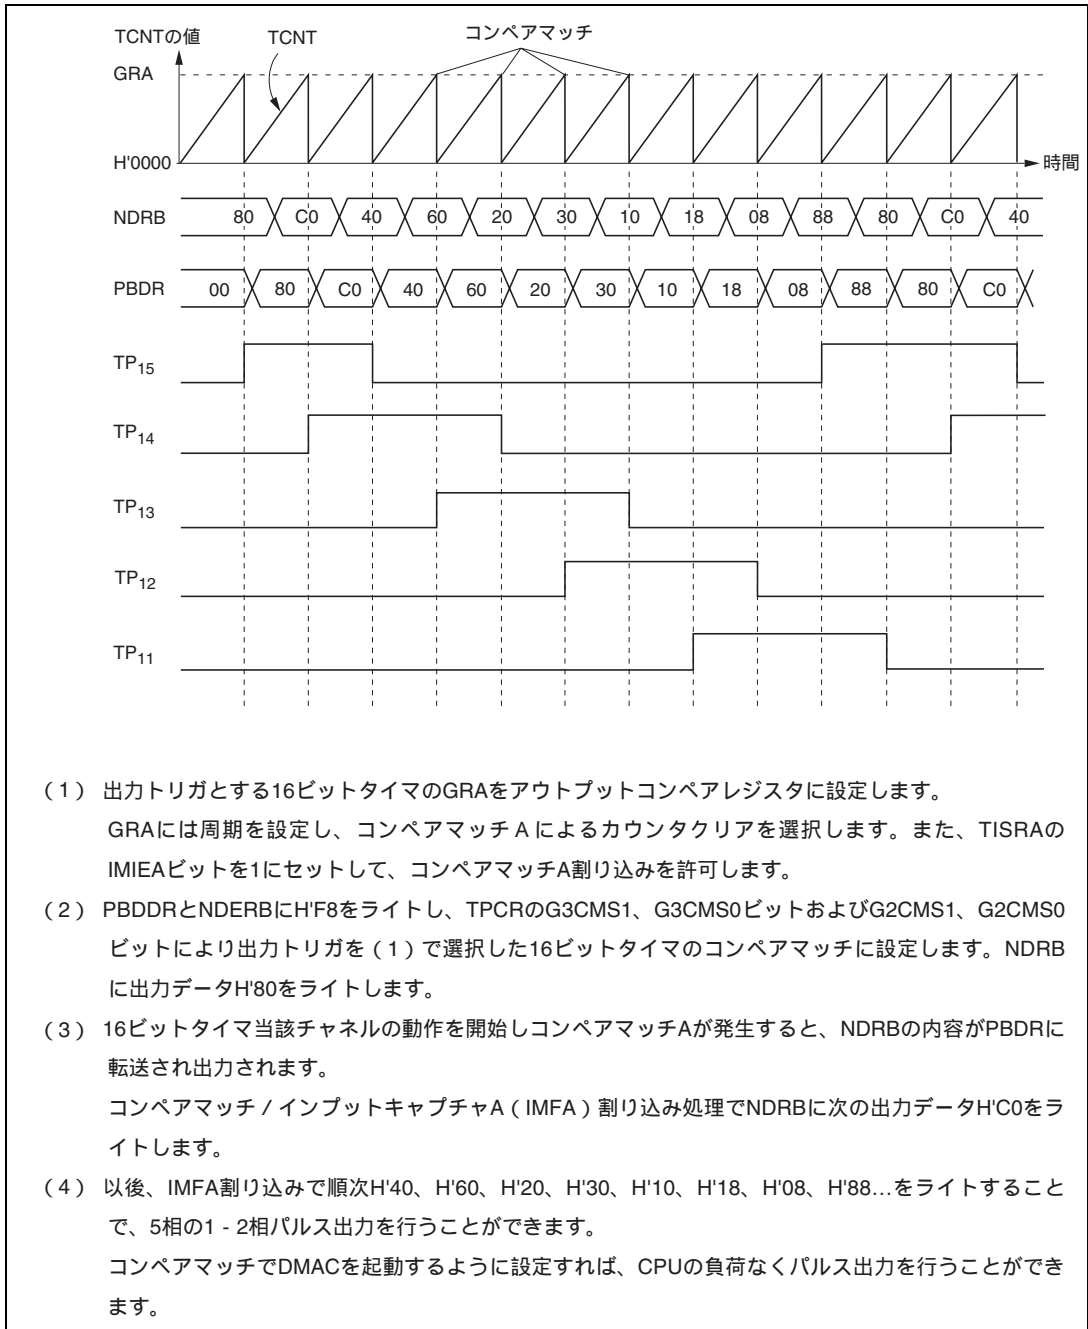 TCNTの値
TCNT
コンペアマッチ
GRA
H'0000
時間
NDRB 80 C0 40 60 20 30 10 18 08 88 80 C0 40
PBDR 00 80 C0 40 60 20 30 10 18 08 88 80 C0
TP15
TP14
TP13
TP12
TP11
（1） 出力トリガとする16ビットタイマのGRAをアウトプットコンペアレジスタに設定します。
GRAには周期を設定し、コンペアマッチAによるカウンタクリアを選択します。また、TISRAの
IMIEAビットを1にセットして、コンペアマッチA割り込みを許可します。
（2） PBDDRとNDERBにH'F8をライトし、TPCRのG3CMS1、G3CMS0ビットおよびG2CMS1、G2CMS0
ビットにより出力トリガを（1）で選択した16ビットタイマのコンペアマッチに設定します。NDRB
に出力データH'80をライトします。
（3） 16ビットタイマ当該チャネルの動作を開始しコンペアマッチAが発生すると、NDRBの内容がPBDRに
転送され出力されます。
コンペアマッチ / インプットキャプチャA（IMFA）割り込み処理でNDRBに次の出力データH'C0をラ
イトします。
（4） 以後、IMFA割り込みで順次H'40、H'60、H'20、H'30、H'10、H'18、H'08、H'88…をライトすること
で、5相の1 - 2相パルス出力を行うことができます。
コンペアマッチでDMACを起動するように設定すれば、CPUの負荷なくパルス出力を行うことができ
ます。